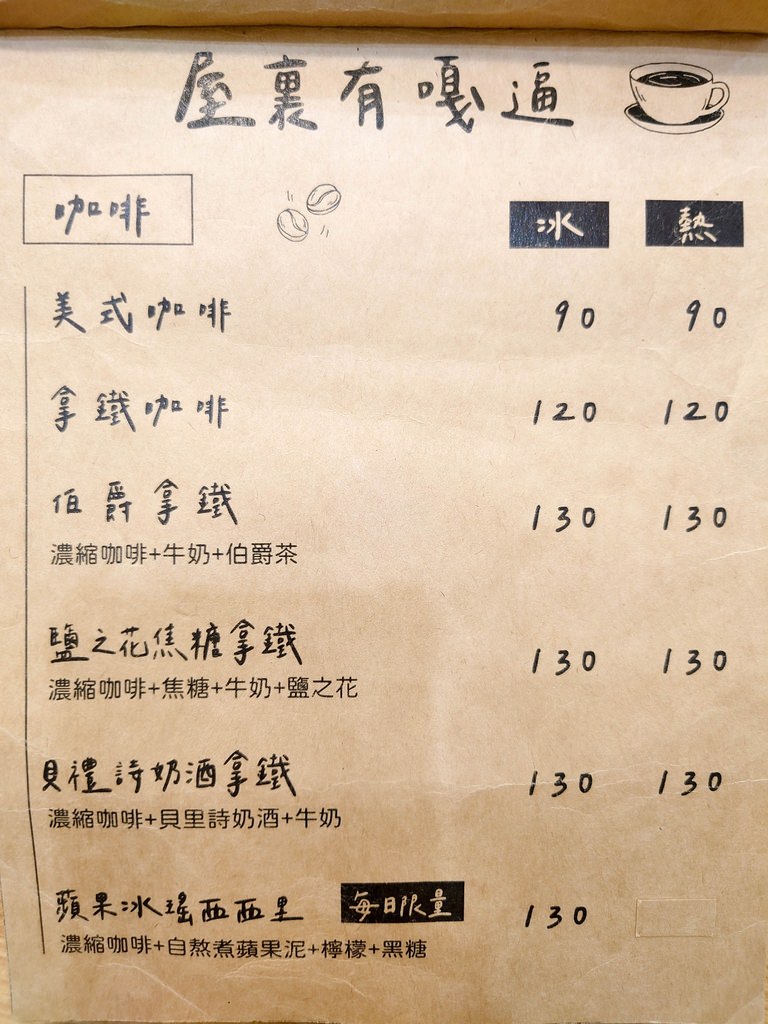 屋裏有嘎逼
咖啡 冰 熱
美式咖啡 90 90
拿鐵咖啡 120 120
伯爵拿鐵 130 130
濃縮咖啡+牛奶+伯爵茶
鹽之花焦糖拿鐵 130 130
濃縮咖啡+焦糖+牛奶+鹽之花
貝禮詩奶酒拿鐵 130 130
濃縮咖啡+貝里詩奶酒+牛奶
蘋果冰瑤西西里 每日限量 130
濃縮咖啡+自熬煮蘋果泥+檸檬+黑糖